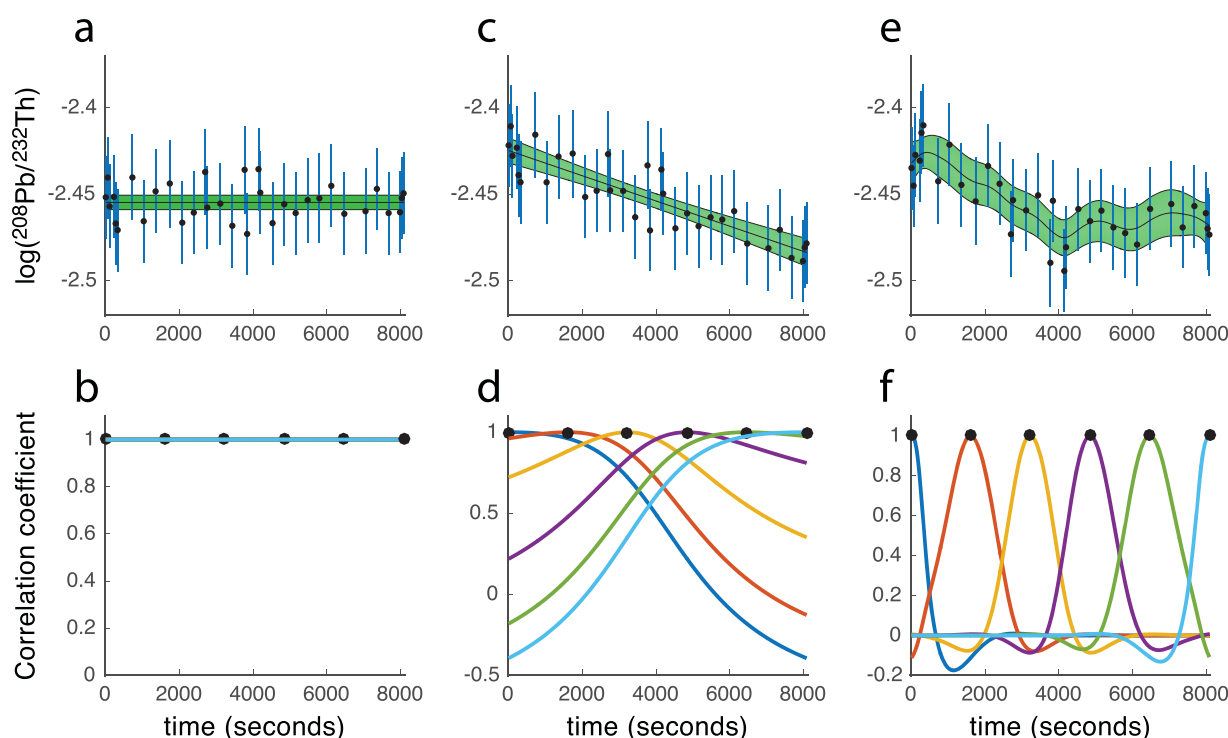 a
c
e
log(²⁰⁸Pb/²³²Th)
-2.4
-2.45
-2.5
0 2000 4000 6000 8000
-2.4
-2.45
-2.5
0 2000 4000 6000 8000
-2.4
-2.45
-2.5
0 2000 4000 6000 8000
b
d
f
Correlation coefficient
1
0.8
0.6
0.4
0.2
0
0 2000 4000 6000 8000
time (seconds)
1
0.5
0
-0.5
0 2000 4000 6000 8000
time (seconds)
1
0.8
0.6
0.4
0.2
0
-0.2
0 2000 4000 6000 8000
time (seconds)